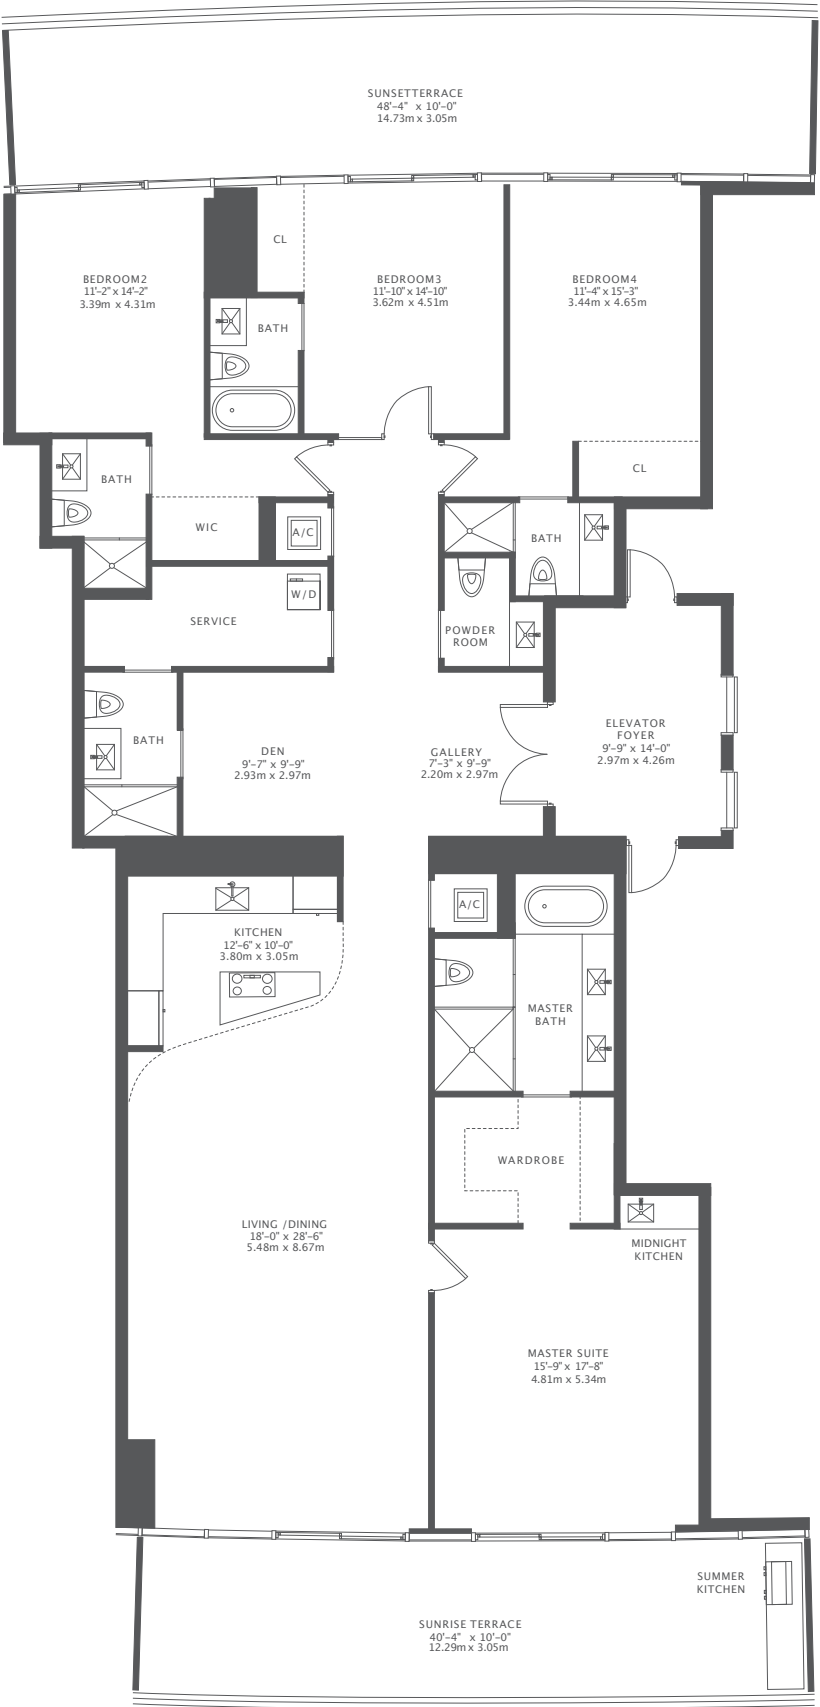 SUNSETTERRACE
48'-4" x 10'-0"
14.73m x 3.05m
CL
BEDROOM2
11'-2" x 14'-2"
3.39m x 4.31m
BEDROOM3
11'-10" x 14'-10"
3.62m x 4.51m
BEDROOM4
11'-4" x 15'-3"
3.44m x 4.65m
BATH
BATH
CL
WIC
A/C
BATH
W/D
SERVICE
POWDER
ROOM
BATH
DEN
9'-7" x 9'-9"
2.93m x 2.97m
GALLERY
7'-3" x 9'-9"
2.20m x 2.97m
ELEVATOR
FOYER
9'-9" x 14'-0"
2.97m x 4.26m
A/C
KITCHEN
12'-6" x 10'-0"
3.80m x 3.05m
MASTER
BATH
WARDROBE
LIVING /DINING
18'-0" x 28'-6"
5.48m x 8.67m
MIDNIGHT
KITCHEN
MASTER SUITE
15'-9" x 17'-8"
4.81m x 5.34m
SUMMER
KITCHEN
SUNRISE TERRACE
40'-4" x 10'-0"
12.29m x 3.05m